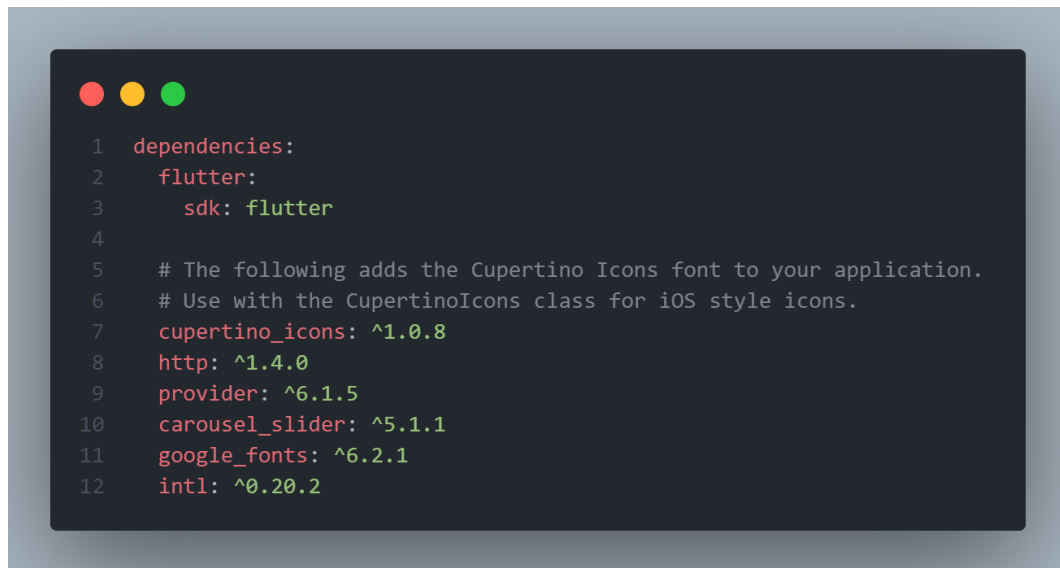 1 dependencies:
2   flutter:
3     sdk: flutter
4
5   # The following adds the Cupertino Icons font to your application.
6   # Use with the CupertinoIcons class for iOS style icons.
7   cupertino_icons: ^1.0.8
8   http: ^1.4.0
9   provider: ^6.1.5
10   carousel_slider: ^5.1.1
11   google_fonts: ^6.2.1
12   intl: ^0.20.2